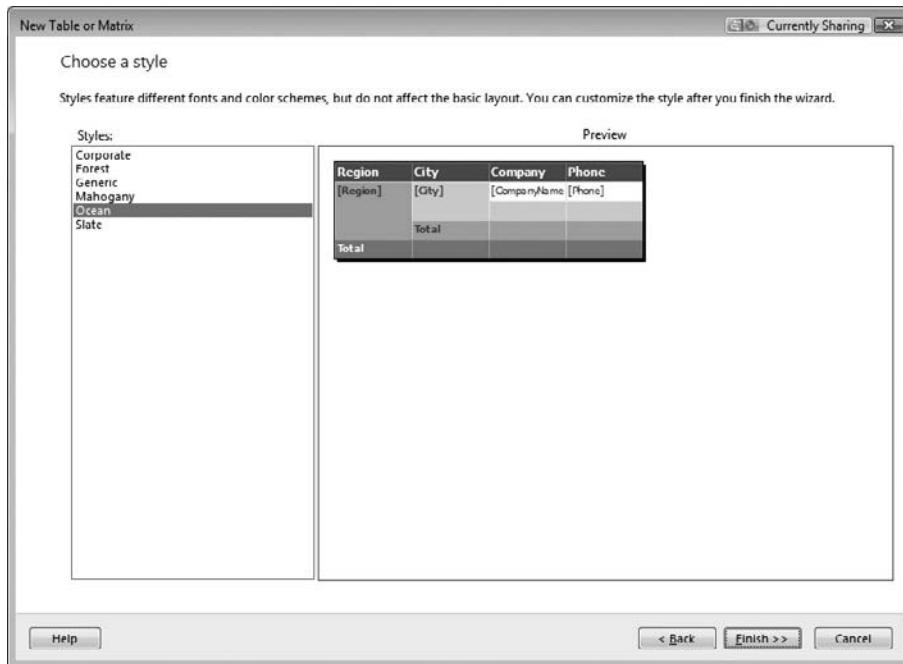 New Table or Matrix
Currently Sharing
Choose a style
Styles feature different fonts and color schemes, but do not affect the basic layout. You can customize the style after you finish the wizard.
Styles:
Preview
Corporate
Forest
Generic
Mahogany
Ocean
Slate
Region City Company Phone
[Region] [City] [CompanyName [Phone]
Total
Total
Help
< Back
Finish >>
Cancel